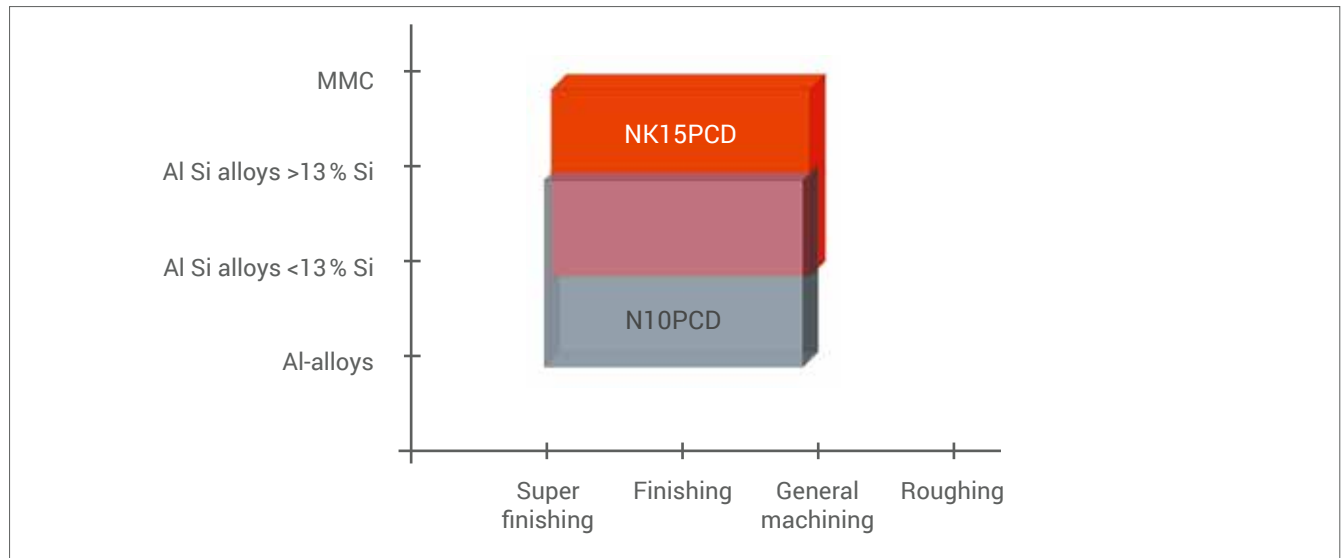 MMC
NK15PCD
Al Si alloys >13 % Si
Al Si alloys <13 % Si
N10PCD
Al-alloys
Super
finishing
Finishing
General
machining
Roughing